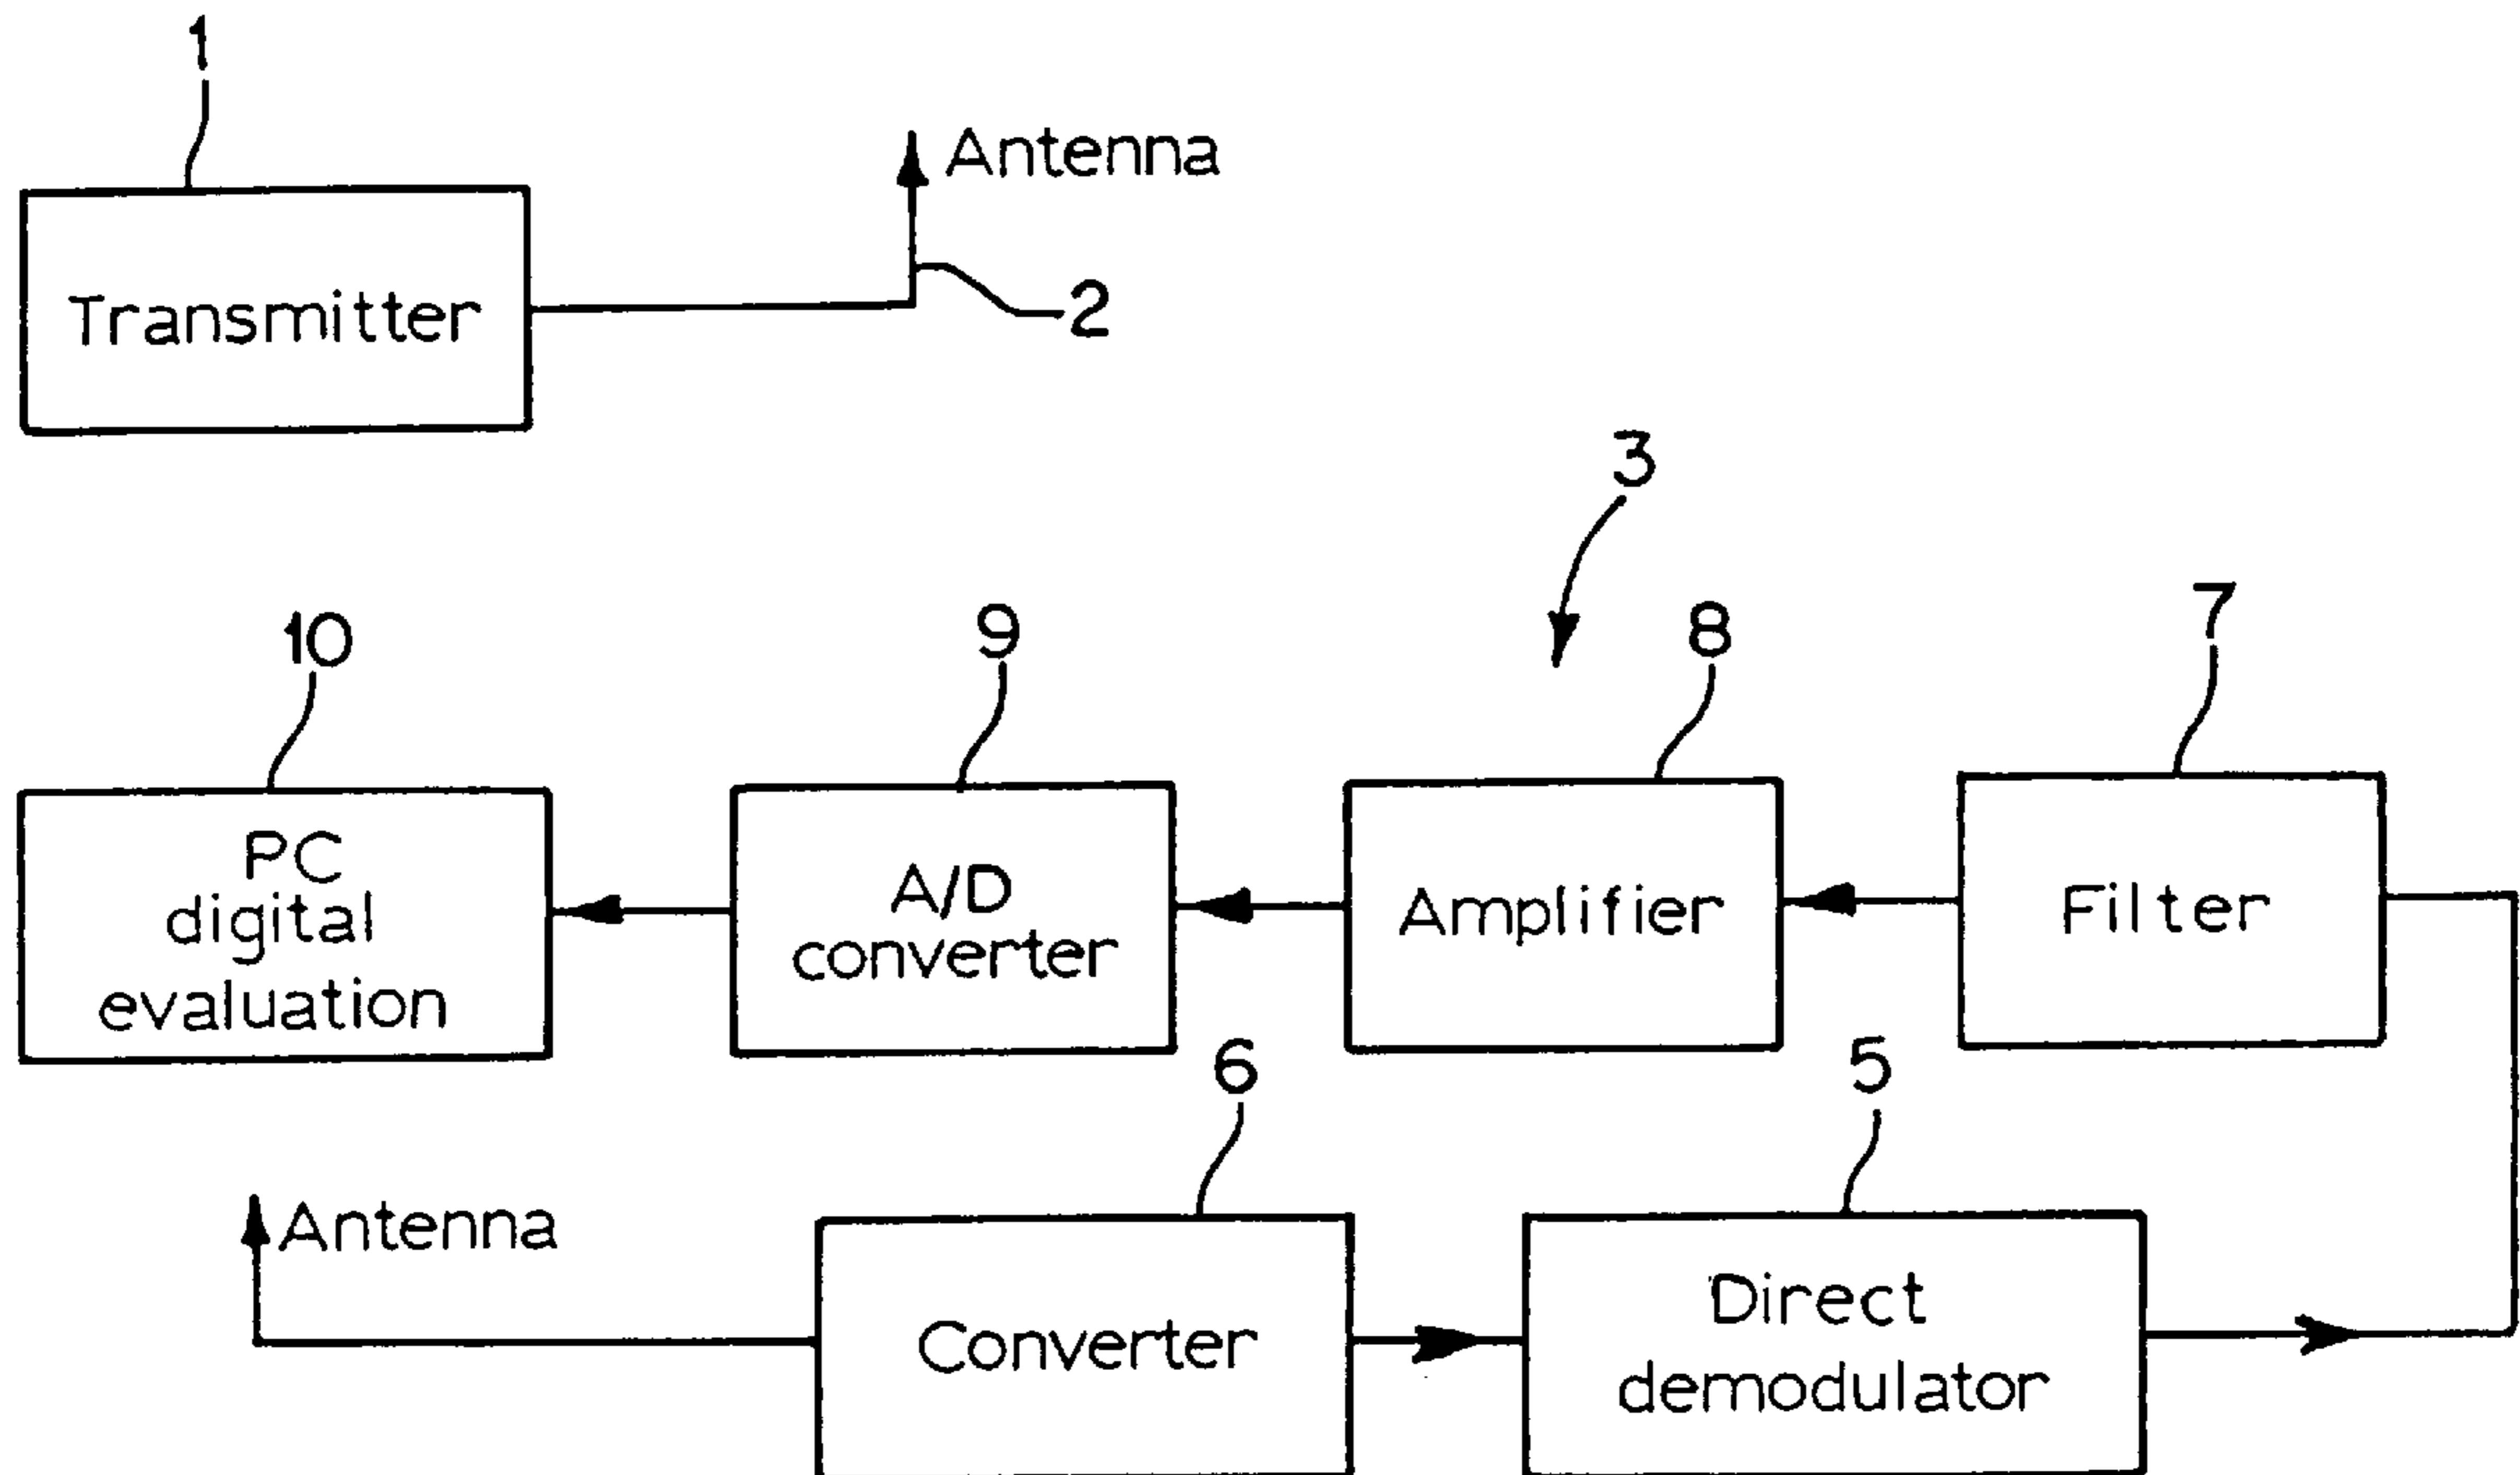 1
Antenna
2
Transmitter
3
10
9
8
7
PC
digital
evaluation
A/D
converter
Amplifier
Filter
6
5
Antenna
Converter
Direct
demodulator